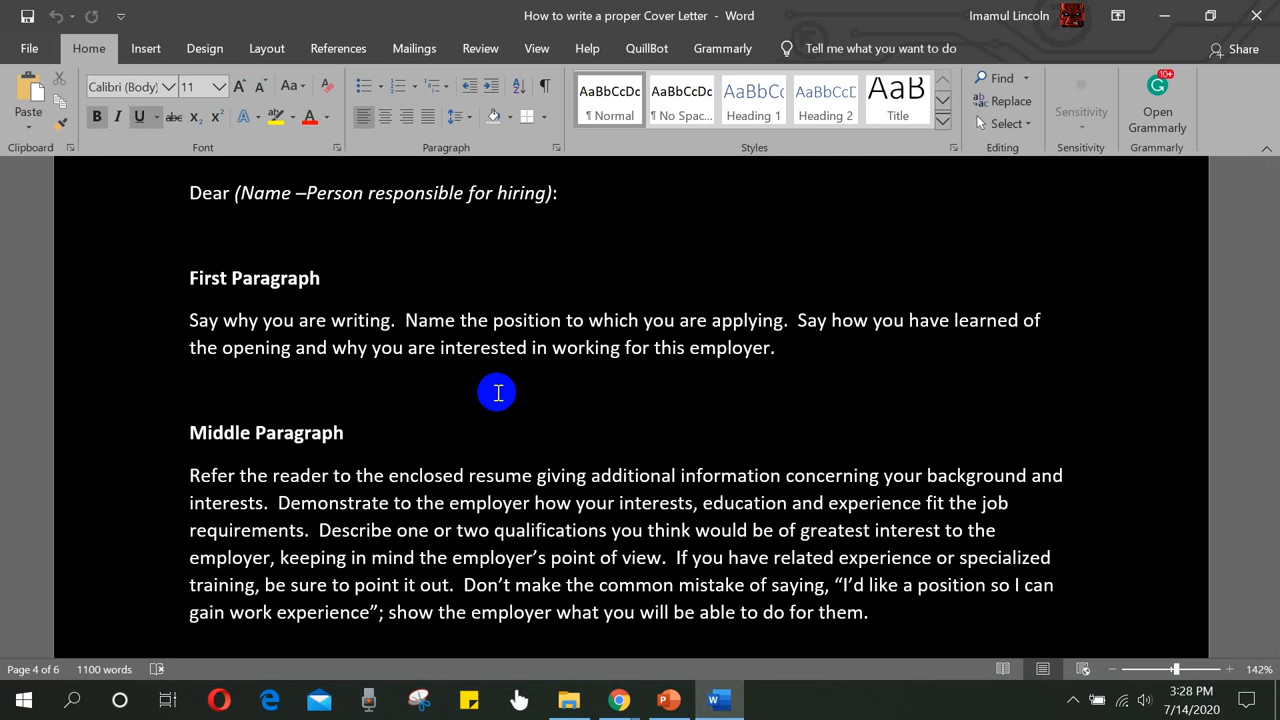 How to write a proper Cover Letter - Word
Imamul Lincoln
File Home Insert Design Layout References Mailings Review View Help QuillBot Grammarly Tell me what you want to do Share
Paste
Calibri (Body) 11 Aa
B I U abc X₂ X² A A
AaBbCcDc AaBbCcDc AaBbCc AaBbCcD AaB
¶ Normal ¶ No Spac... Heading 1 Heading 2 Title
Find
Replace
Select
Sensitivity
10+
Open
Grammarly
Clipboard Font Paragraph Styles Editing Sensitivity Grammarly
Dear (Name –Person responsible for hiring):
First Paragraph
Say why you are writing.  Name the position to which you are applying.  Say how you have learned of
the opening and why you are interested in working for this employer.
Middle Paragraph
Refer the reader to the enclosed resume giving additional information concerning your background and
interests.  Demonstrate to the employer how your interests, education and experience fit the job
requirements.  Describe one or two qualifications you think would be of greatest interest to the
employer, keeping in mind the employer’s point of view.  If you have related experience or specialized
training, be sure to point it out.  Don’t make the common mistake of saying, “I’d like a position so I can
gain work experience”; show the employer what you will be able to do for them.
Page 4 of 6 1100 words 142%
3:28 PM
7/14/2020